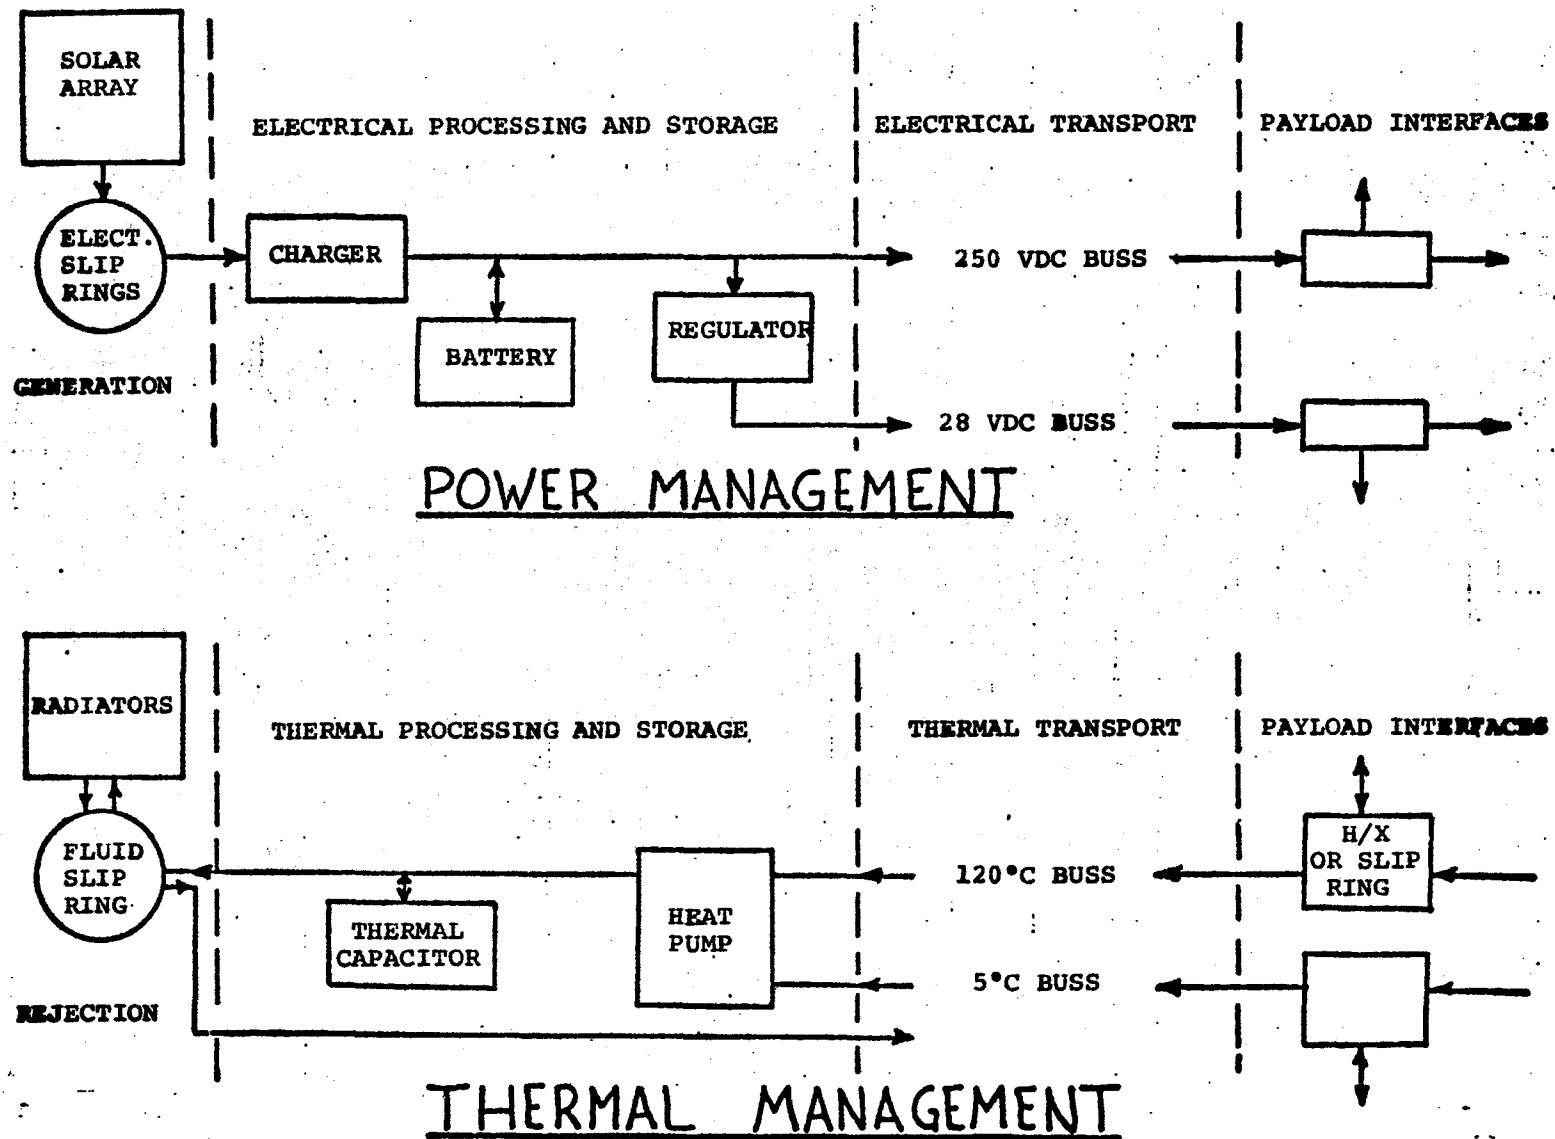 SOLAR
ARRAY
ELECTRICAL PROCESSING AND STORAGE
ELECTRICAL TRANSPORT
PAYLOAD INTERFACES
ELECT.
SLIP
RINGS
CHARGER
250 VDC BUSS
REGULATOR
BATTERY
GENERATION
28 VDC BUSS
POWER MANAGEMENT
RADIATORS
THERMAL PROCESSING AND STORAGE
THERMAL TRANSPORT
PAYLOAD INTERFACES
FLUID
SLIP
RING
THERMAL
CAPACITOR
HEAT
PUMP
120°C BUSS
H/X
OR SLIP
RING
5°C BUSS
REJECTION
THERMAL MANAGEMENT